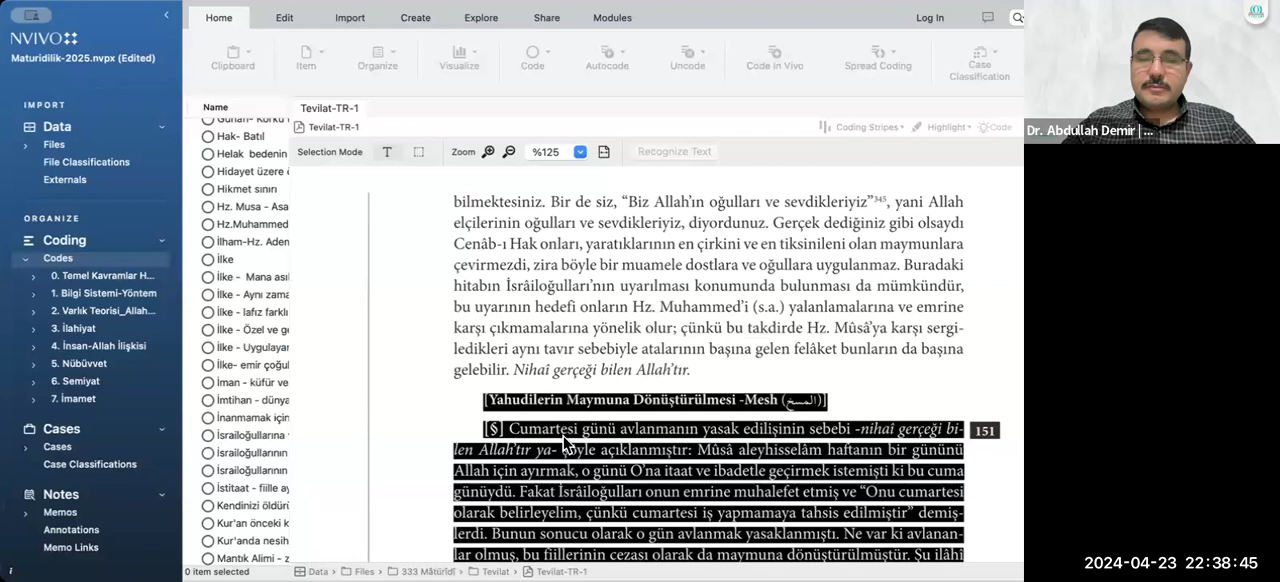 NVIVO
Maturidilik-2025.nvpx (Edited)
IMPORT
Data
Files
File Classifications
Externals
ORGANIZE
Coding
Codes
0. Temel Kavramlar H...
1. Bilgi Sistemi-Yöntem
2. Varlık Teorisi_Allah...
3. İlahiyat
4. İnsan-Allah İlişkisi
5. Nübüvvet
6. Semiyat
7. İmamet
Cases
Cases
Case Classifications
Notes
Memos
Annotations
Memo Links
Home Edit Import Create Explore Share Modules Log In
Clipboard Item Organize Visualize Code Autocode Uncode Code In Vivo Spread Coding Case Classification
Name
Günah- Korku
Hak- Batıl
Helak bedenin
Hidayet üzere
Hikmet sınırı
Hz. Musa - Asa
Hz.Muhammed
İlham-Hz. Adem
İlke
İlke - Mana ası
İlke - Aynı zama
İlke - lafız farklı
İlke - Özel ve ge
İlke - Uygulayar
İlke- emir çoğul
İman - küfür ve
İmtihan - dünya
İnanmamak için
İsrailoğullarına
İsrailoğullarının
İsrailoğullarının
İstitaat - fiille ay
Kendinizi öldürü
Kur'an önceki k
Kur'anda nesih
Mantık Alimi - z
0 item selected
Tevilat-TR-1
Tevilat-TR-1
Coding Stripes Highlight Code
Selection Mode Zoom %125 Recognize Text
bilmektesiniz. Bir de siz, “Biz Allah’ın oğulları ve sevdikleriyiz”³⁴⁵, yani Allah
elçilerinin oğulları ve sevdikleriyiz, diyordunuz. Gerçek dediğiniz gibi olsaydı
Cenâb-ı Hak onları, yaratıklarının en çirkini ve en tiksinileni olan maymunlara
çevirmezdi, zira böyle bir muamele dostlara ve oğullara uygulanmaz. Buradaki
hitabın İsrâiloğulları’nın uyarılması konumunda bulunması da mümkündür,
bu uyarının hedefi onların Hz. Muhammed’i (s.a.) yalanlamalarına ve emrine
karşı çıkmamalarına yönelik olur; çünkü bu takdirde Hz. Mûsâ’ya karşı sergi-
ledikleri aynı tavır sebebiyle atalarının başına gelen felâket bunların da başına
gelebilir. Nihaî gerçeği bilen Allah’tır.
[Yahudilerin Maymuna Dönüştürülmesi -Mesh (المسخ)]
[§] Cumartesi günü avlanmanın yasak edilişinin sebebi -nihaî gerçeği bi-
len Allah’tır ya- şöyle açıklanmıştır: Mûsâ aleyhisselâm haftanın bir gününü
Allah için ayırmak, o günü O’na itaat ve ibadetle geçirmek istemişti ki bu cuma
günüydü. Fakat İsrâiloğulları onun emrine muhalefet etmiş ve “Onu cumartesi
olarak belirleyelim, çünkü cumartesi iş yapmamaya tahsis edilmiştir” demiş-
lerdi. Bunun sonucu olarak o gün avlanmak yasaklanmıştı. Ne var ki avlanan-
lar olmuş, bu fiillerinin cezası olarak da maymuna dönüştürülmüştür. Şu ilâhî
151
Data Files 333 Mâtürîdî Tevilat Tevilat-TR-1
Dr. Abdullah Demir | ...
2024-04-23 22:38:45